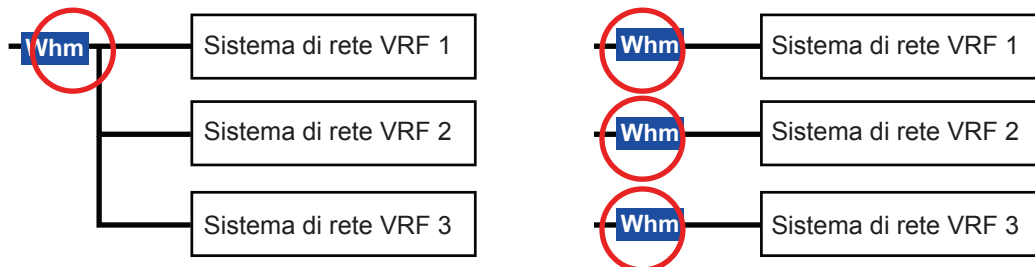 Whm Sistema di rete VRF 1
Sistema di rete VRF 2
Sistema di rete VRF 3
Whm Sistema di rete VRF 1
Whm Sistema di rete VRF 2
Whm Sistema di rete VRF 3